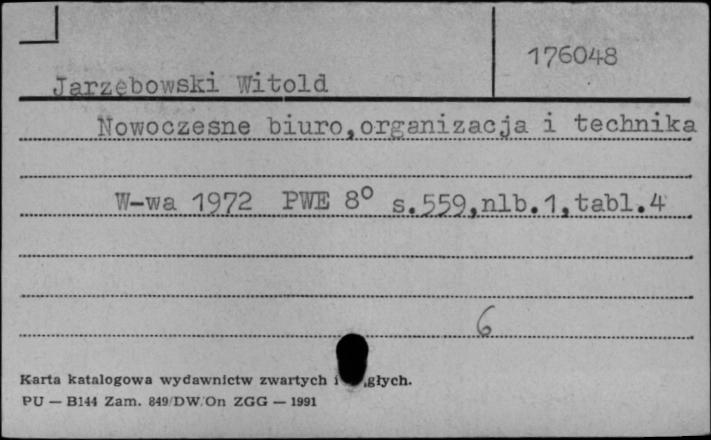 176048
Jarzębowski Witold
Nowoczesne biuro,organizacja i technika
W-wa 1972 PWE 8° s.559,nlb.1,tabl.4
6
Karta katalogowa wydawnictw zwartych i głych.
PU — B144 Zam. 849/DW/On ZGG — 1991